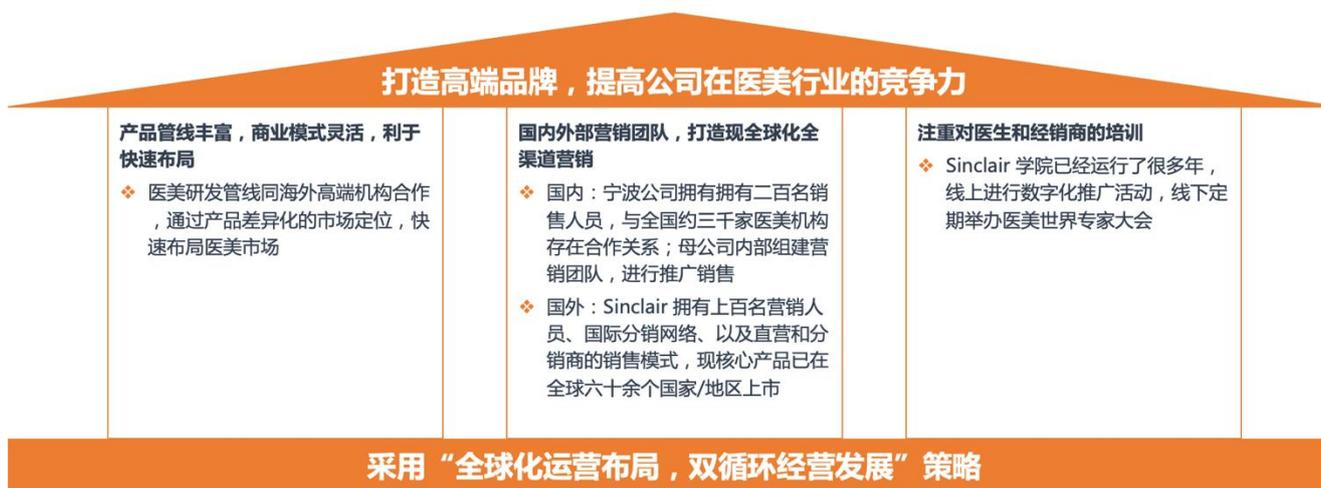 打造高端品牌，提高公司在医美行业的竞争力
产品管线丰富，商业模式灵活，利于
快速布局
❖ 医美研发管线同海外高端机构合作
，通过产品差异化的市场定位，快
速布局医美市场
国内外部营销团队，打造现全球化全
渠道营销
❖ 国内：宁波公司拥有拥有二百名销
售人员，与全国约三千家医美机构
存在合作关系；母公司内部组建营
销团队，进行推广销售
❖ 国外：Sinclair 拥有上百名营销人
员、国际分销网络、以及直营和分
销商的销售模式，现核心产品已在
全球六十余个国家/地区上市
注重对医生和经销商的培训
❖ Sinclair 学院已经运行了很多年，
线上进行数字化推广活动，线下定
期举办医美世界专家大会
采用“全球化运营布局，双循环经营发展”策略